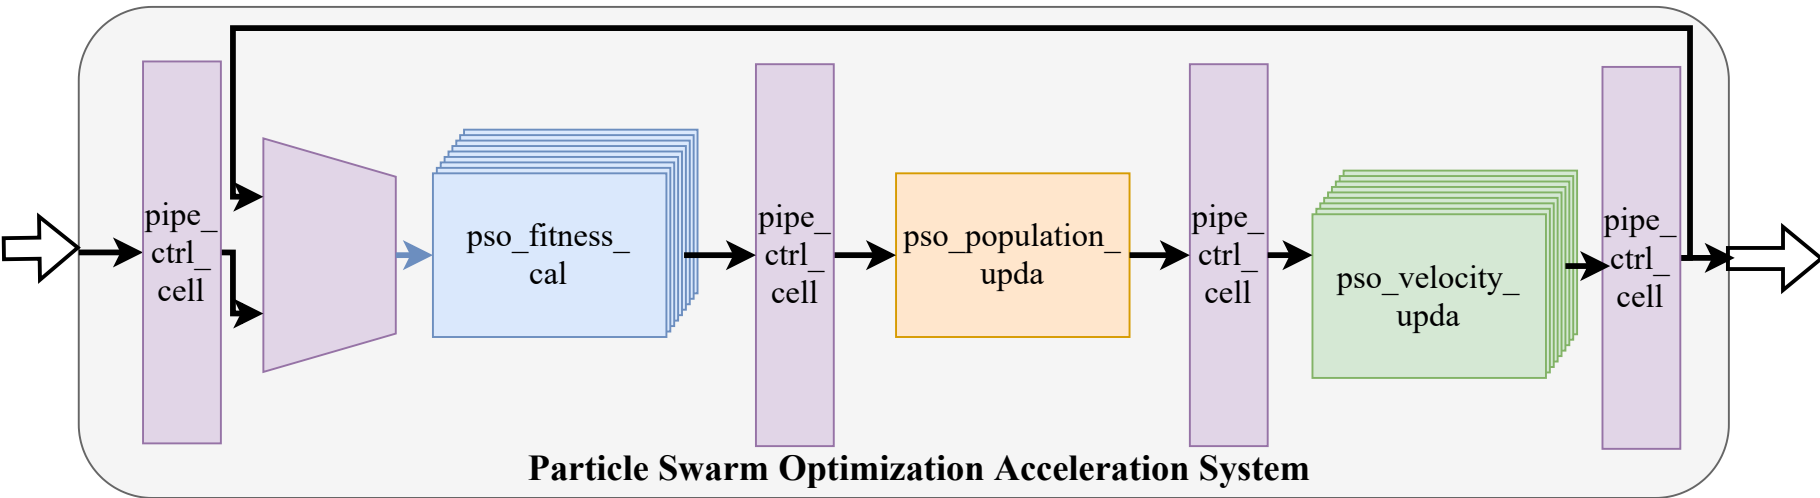 pipe_
ctrl_
cell
pso_fitness_
cal
pipe_
ctrl_
cell
pso_population_
upda
pipe_
ctrl_
cell
pso_velocity_
upda
pipe_
ctrl_
cell
Particle Swarm Optimization Acceleration System